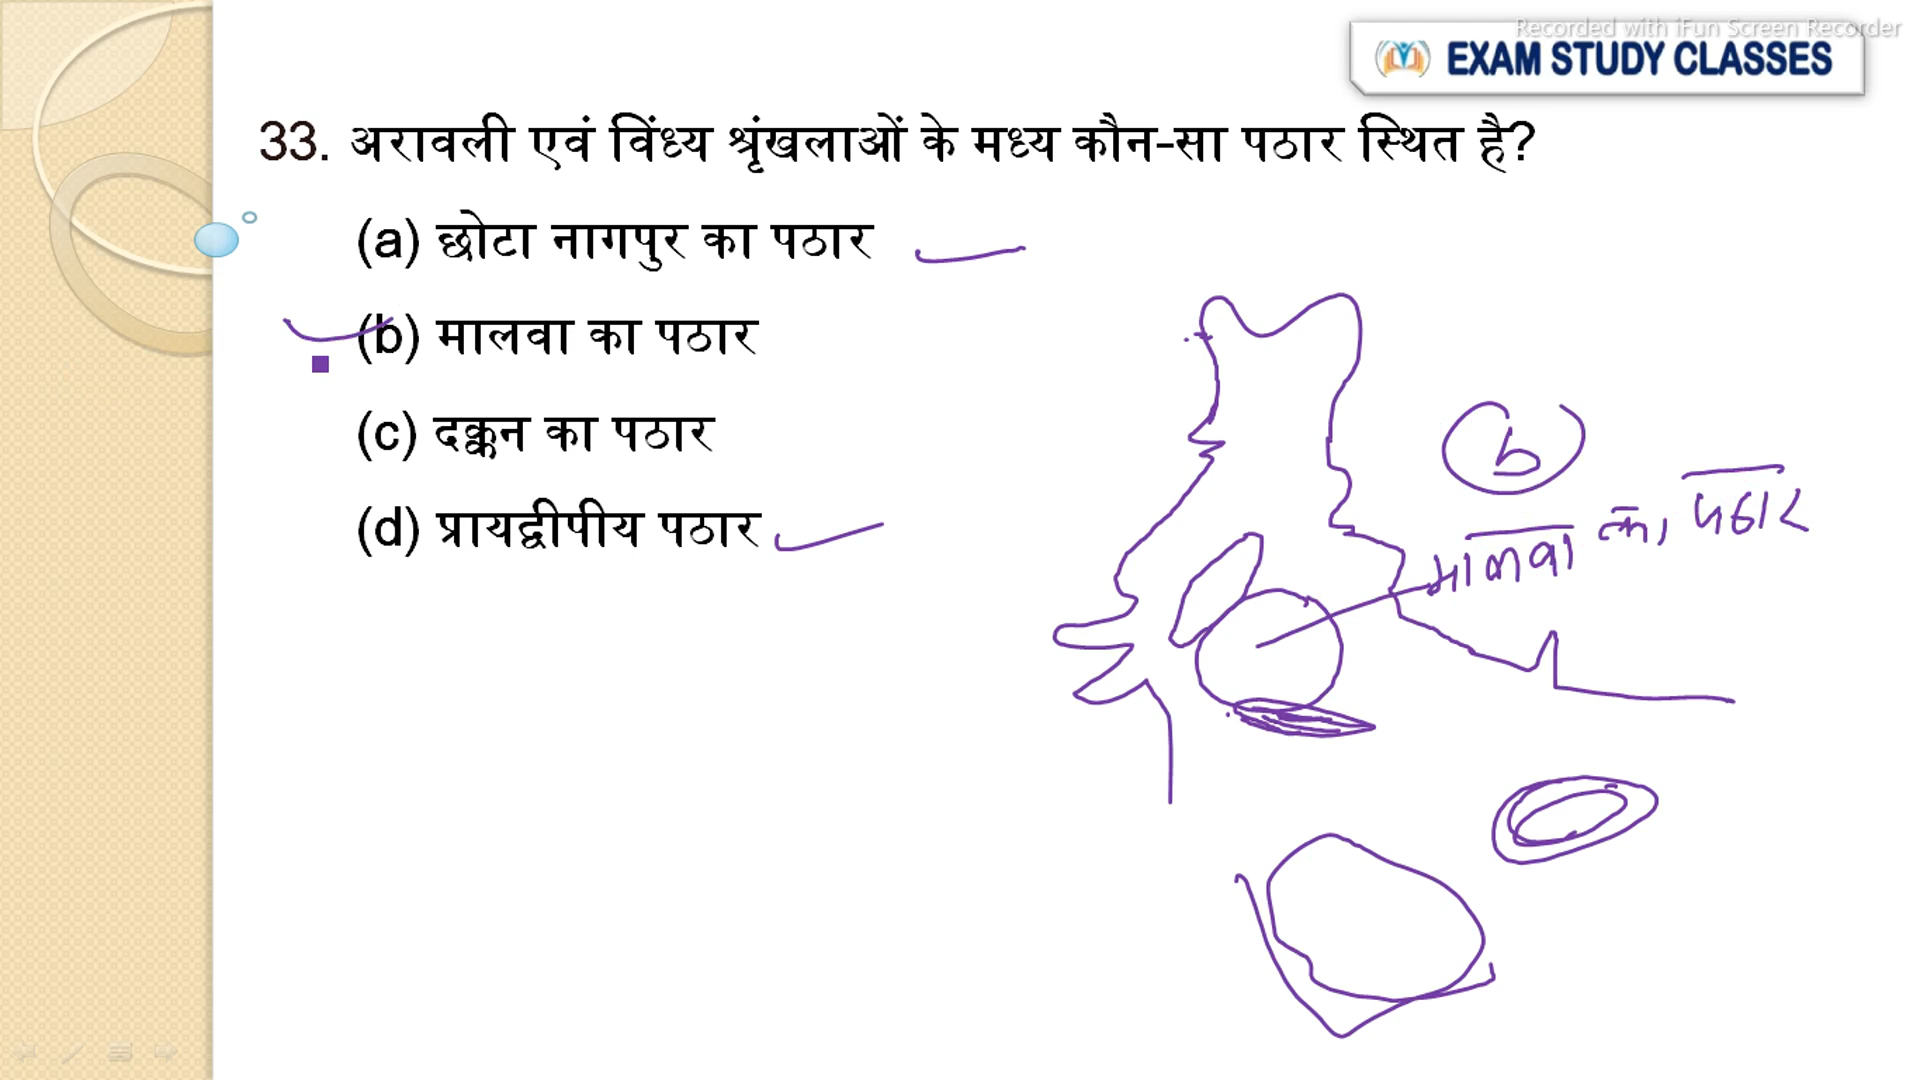 Recorded with iFun Screen Recorder
EXAM STUDY CLASSES
33. अरावली एवं विंध्य श्रृंखलाओं के मध्य कौन-सा पठार स्थित है?
(a) छोटा नागपुर का पठार
(b) मालवा का पठार
(c) दक्कन का पठार
(d) प्रायद्वीपीय पठार
b
मालवा का पठार